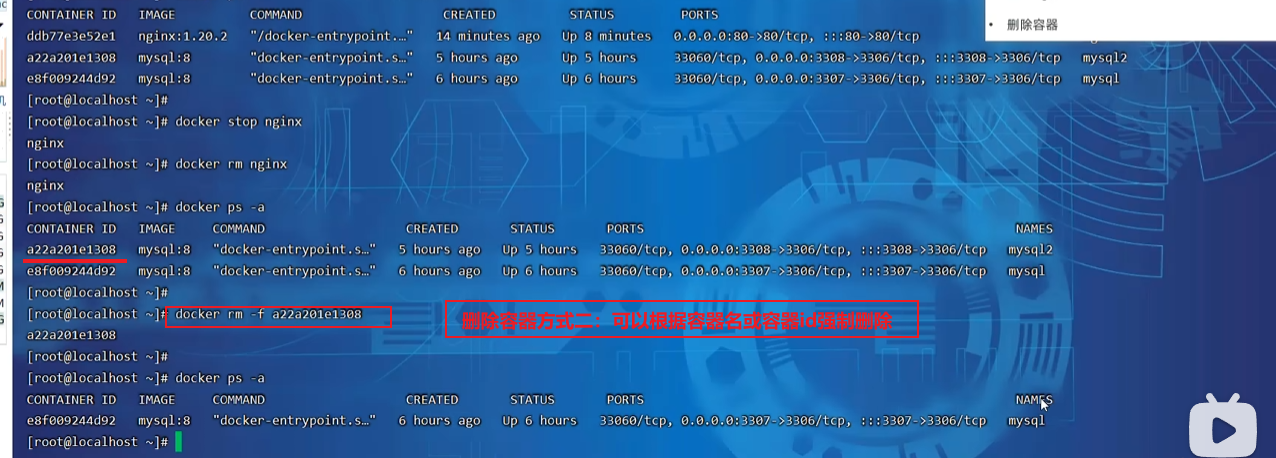 CONTAINER ID IMAGE COMMAND CREATED STATUS PORTS
• 删除容器
ddb77e3e52e1 nginx:1.20.2 "/docker-entrypoint.…" 14 minutes ago Up 8 minutes 0.0.0.0:80->80/tcp, :::80->80/tcp
a22a201e1308 mysql:8 "docker-entrypoint.s…" 5 hours ago Up 5 hours 33060/tcp, 0.0.0.0:3308->3306/tcp, :::3308->3306/tcp mysql2
e8f009244d92 mysql:8 "docker-entrypoint.s…" 6 hours ago Up 6 hours 33060/tcp, 0.0.0.0:3307->3306/tcp, :::3307->3306/tcp mysql
[root@localhost ~]#
[root@localhost ~]# docker stop nginx
nginx
[root@localhost ~]# docker rm nginx
nginx
[root@localhost ~]# docker ps -a
CONTAINER ID IMAGE COMMAND CREATED STATUS PORTS NAMES
a22a201e1308 mysql:8 "docker-entrypoint.s…" 5 hours ago Up 5 hours 33060/tcp, 0.0.0.0:3308->3306/tcp, :::3308->3306/tcp mysql2
e8f009244d92 mysql:8 "docker-entrypoint.s…" 6 hours ago Up 6 hours 33060/tcp, 0.0.0.0:3307->3306/tcp, :::3307->3306/tcp mysql
[root@localhost ~]#
[root@localhost ~]# docker rm -f a22a201e1308
删除容器方式二：可以根据容器名或容器id强制删除
a22a201e1308
[root@localhost ~]#
[root@localhost ~]# docker ps -a
CONTAINER ID IMAGE COMMAND CREATED STATUS PORTS NAMES
e8f009244d92 mysql:8 "docker-entrypoint.s…" 6 hours ago Up 6 hours 33060/tcp, 0.0.0.0:3307->3306/tcp, :::3307->3306/tcp mysql
[root@localhost ~]#